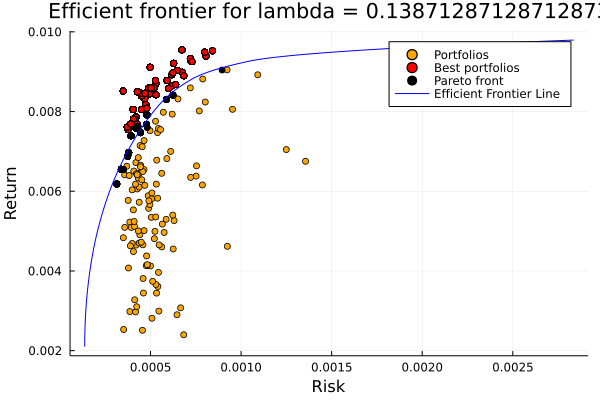 Efficient frontier for lambda = 0.1387128712871287
0.010
Portfolios
Best portfolios
Pareto front
Efficient Frontier Line
0.008
Return
0.006
0.004
0.002
0.0005 0.0010 0.0015 0.0020 0.0025
Risk